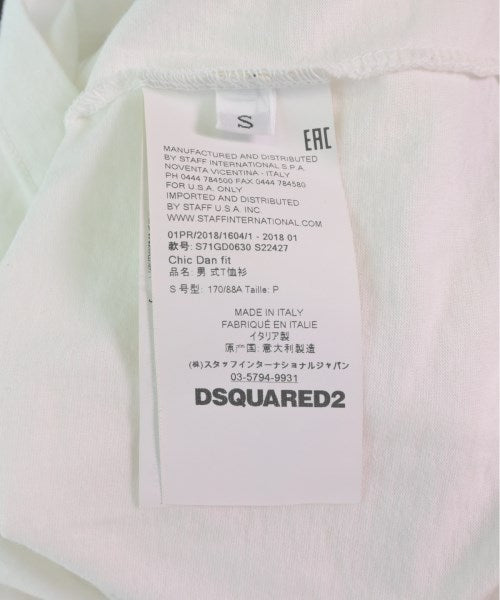 S
EAC
MANUFACTURED AND DISTRIBUTED
BY STAFF INTERNATIONAL S.P.A.
NOVENTA VICENTINA - ITALY
PH 0444 784500 FAX 0444 784580
FOR U.S.A. ONLY
IMPORTED AND DISTRIBUTED
BY STAFF U.S.A. INC.
WWW.STAFFINTERNATIONAL.COM
01PR/2018/1604/1 - 2018 01
款号: S71GD0630 S22427
Chic Dan fit
品名: 男 式T恤衫
S 号型: 170/88A Taille: P
MADE IN ITALY
FABRIQUÉ EN ITALIE
イタリア製
原产国: 意大利製造
(株)スタッフインターナショナルジャパン
03-5794-9931
DSQUARED2